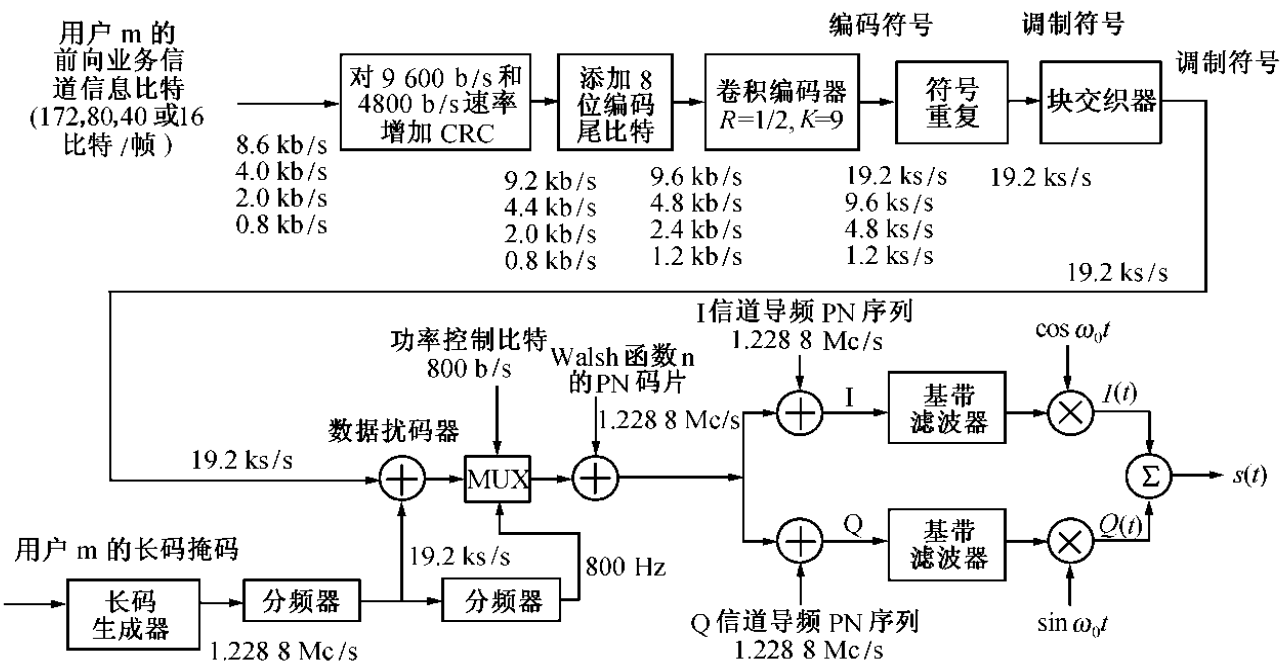 用户 m 的
前向业务信
道信息比特
(172,80,40 或16
比特/帧)
8.6 kb/s
4.0 kb/s
2.0 kb/s
0.8 kb/s
对 9 600 b/s 和
4800 b/s 速率
增加 CRC
添加 8
位编码
尾比特
9.2 kb/s
4.4 kb/s
2.0 kb/s
0.8 kb/s
卷积编码器
R=1/2, K=9
9.6 kb/s
4.8 kb/s
2.4 kb/s
1.2 kb/s
编码符号
符号
重复
19.2 ks/s
9.6 ks/s
4.8 ks/s
1.2 ks/s
调制符号
19.2 ks/s
块交织器
调制符号
19.2 ks/s
19.2 ks/s
数据扰码器
功率控制比特
800 b/s
MUX
Walsh 函数 n
的PN 码片
1.228 8 Mc/s
I信道导频 PN 序列
1.228 8 Mc/s
I
基带
滤波器
cos ω₀t
I(t)
Σ
s(t)
用户 m 的长码掩码
长码
生成器
1.228 8 Mc/s
分频器
19.2 ks/s
分频器
800 Hz
Q
基带
滤波器
Q(t)
sin ω₀t
Q 信道导频 PN 序列
1.228 8 Mc/s